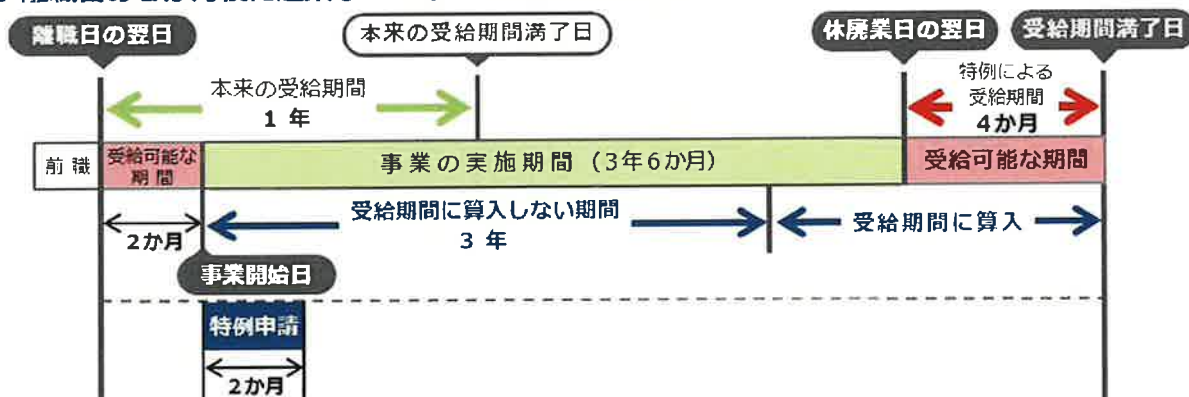 離職日の翌日
本来の受給期間満了日
休廃業日の翌日
受給期間満了日
本来の受給期間
1 年
特例による
受給期間
4か月
前職
受給可能な
期間
事業の実施期間（3年6か月）
受給可能な期間
2か月
受給期間に算入しない期間
3 年
受給期間に算入
事業開始日
特例申請
2か月